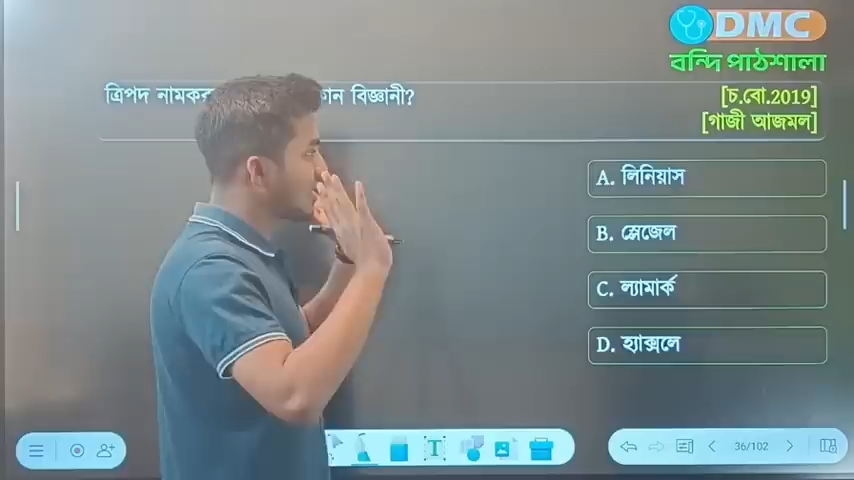 DMC
বন্দি পাঠশালা
ত্রিপদ নামকর কোন বিজ্ঞানী?
[চ.বো.2019]
[গাজী আজমল]
A. লিনিয়াস
B. স্লেজেল
C. ল্যামার্ক
D. হ্যাক্সলে
T
36/102